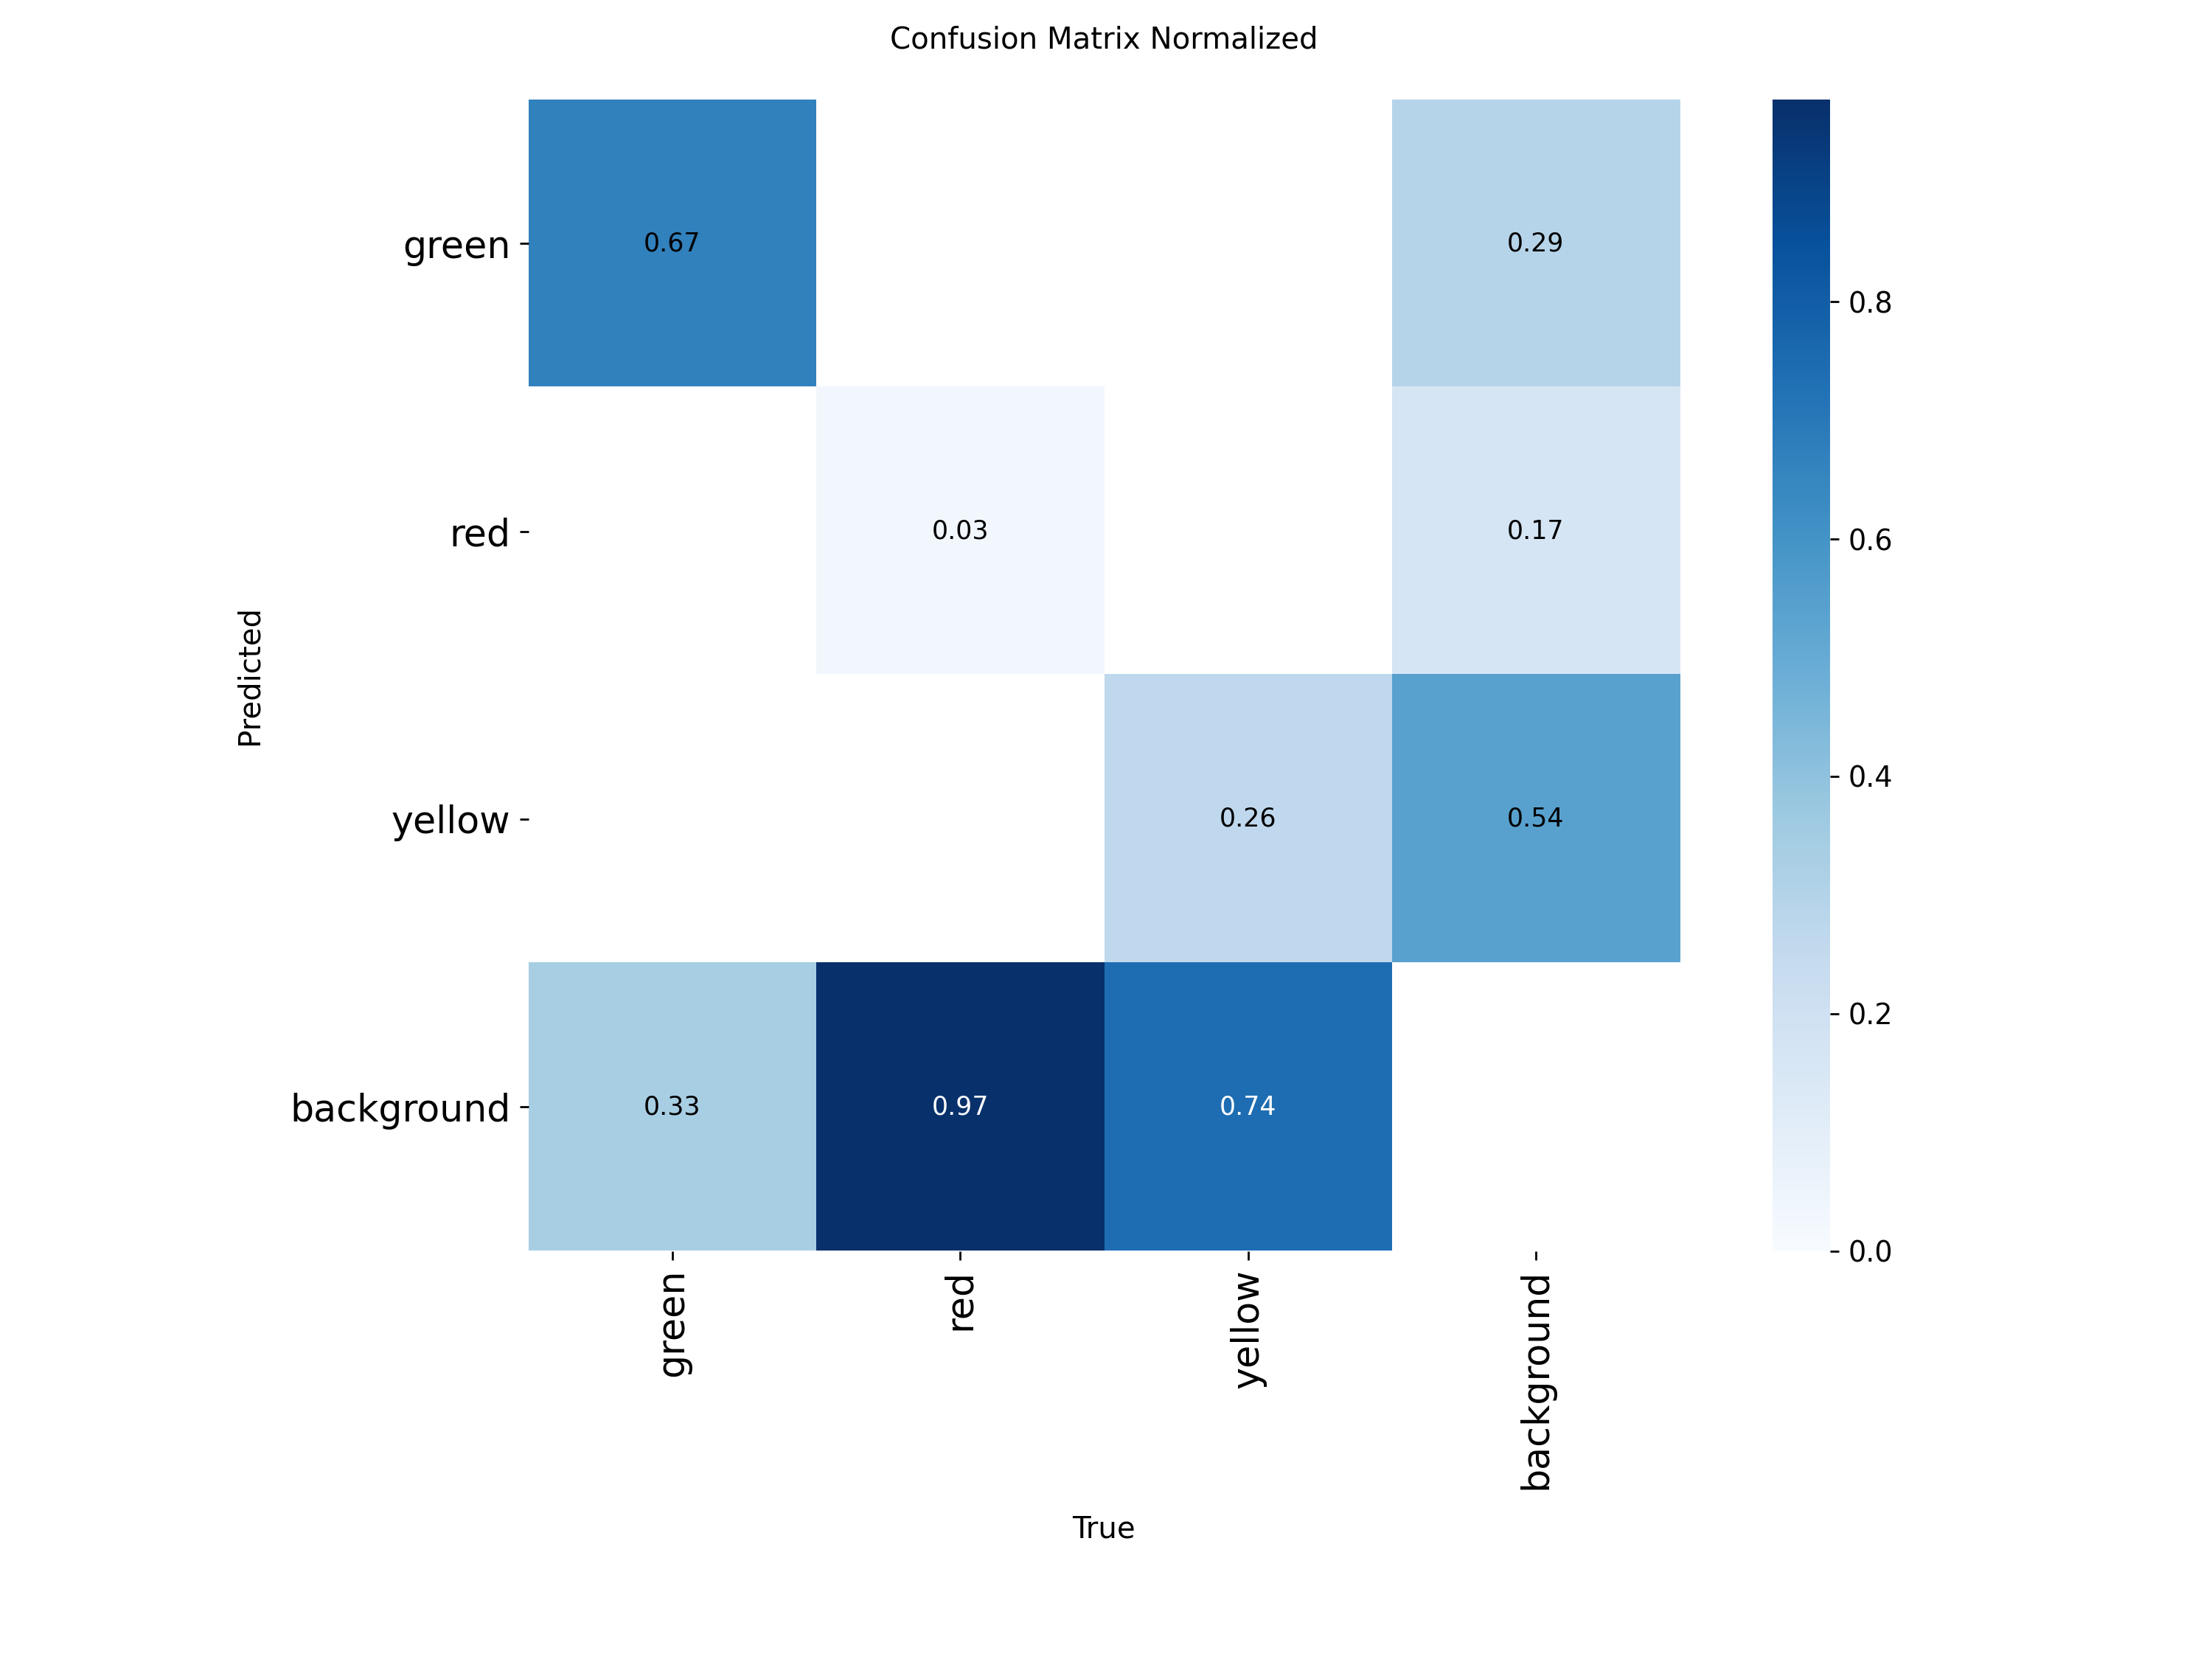 Confusion Matrix Normalized
green
0.67
0.29
0.8
red
0.03
0.17
0.6
Predicted
yellow
0.26
0.54
0.4
background
0.33
0.97
0.74
0.2
0.0
green
red
yellow
background
True